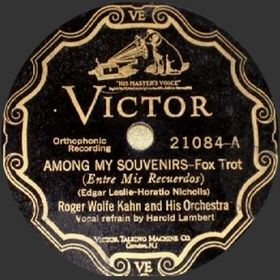 VE
"HIS MASTER'S VOICE"
VICTOR
Orthophonic
Recording
21084-A
AMONG MY SOUVENIRS-Fox Trot
(Entre Mis Recuerdos)
(Edgar Leslie-Horatio Nicholls)
Roger Wolfe Kahn and His Orchestra
Vocal refrain by Harold Lambert
VICTOR TALKING MACHINE CO.
Camden, N.J.
VE